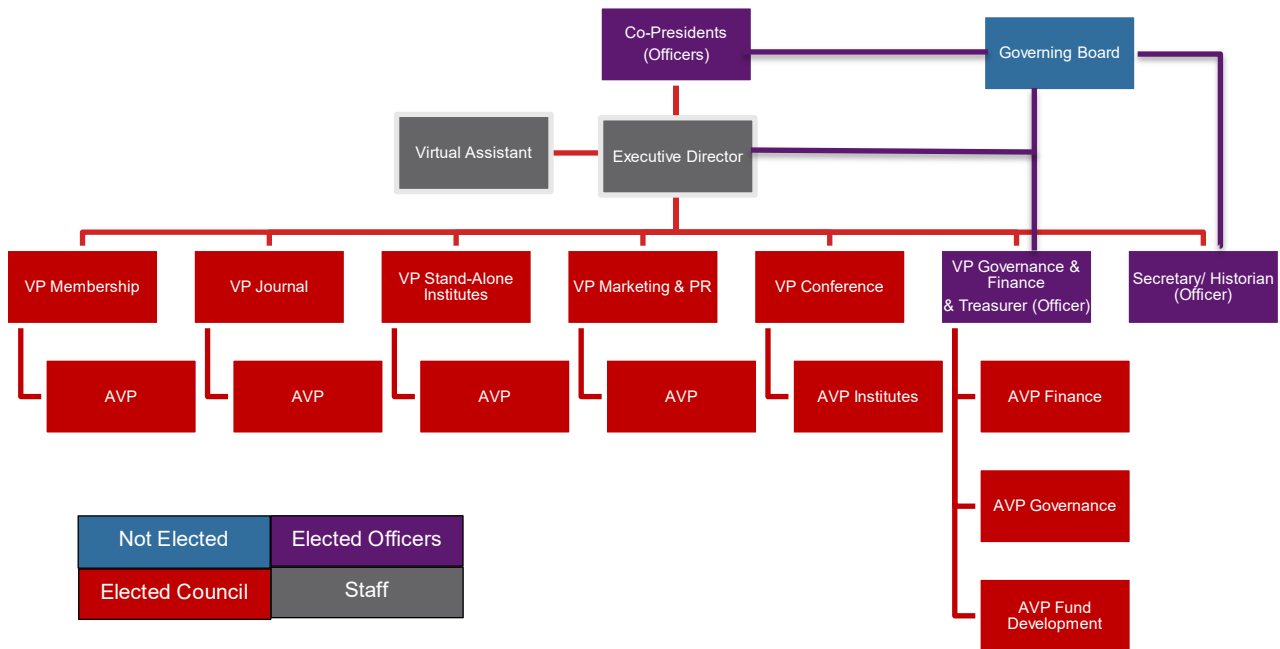 Co-Presidents
(Officers)
Governing Board
Virtual Assistant
Executive Director
VP Membership
VP Journal
VP Stand-Alone
Institutes
VP Marketing & PR
VP Conference
VP Governance &
Finance
& Treasurer (Officer)
Secretary/ Historian
(Officer)
AVP
AVP
AVP
AVP
AVP Institutes
AVP Finance
AVP Governance
AVP Fund
Development
Not Elected
Elected Officers
Elected Council
Staff